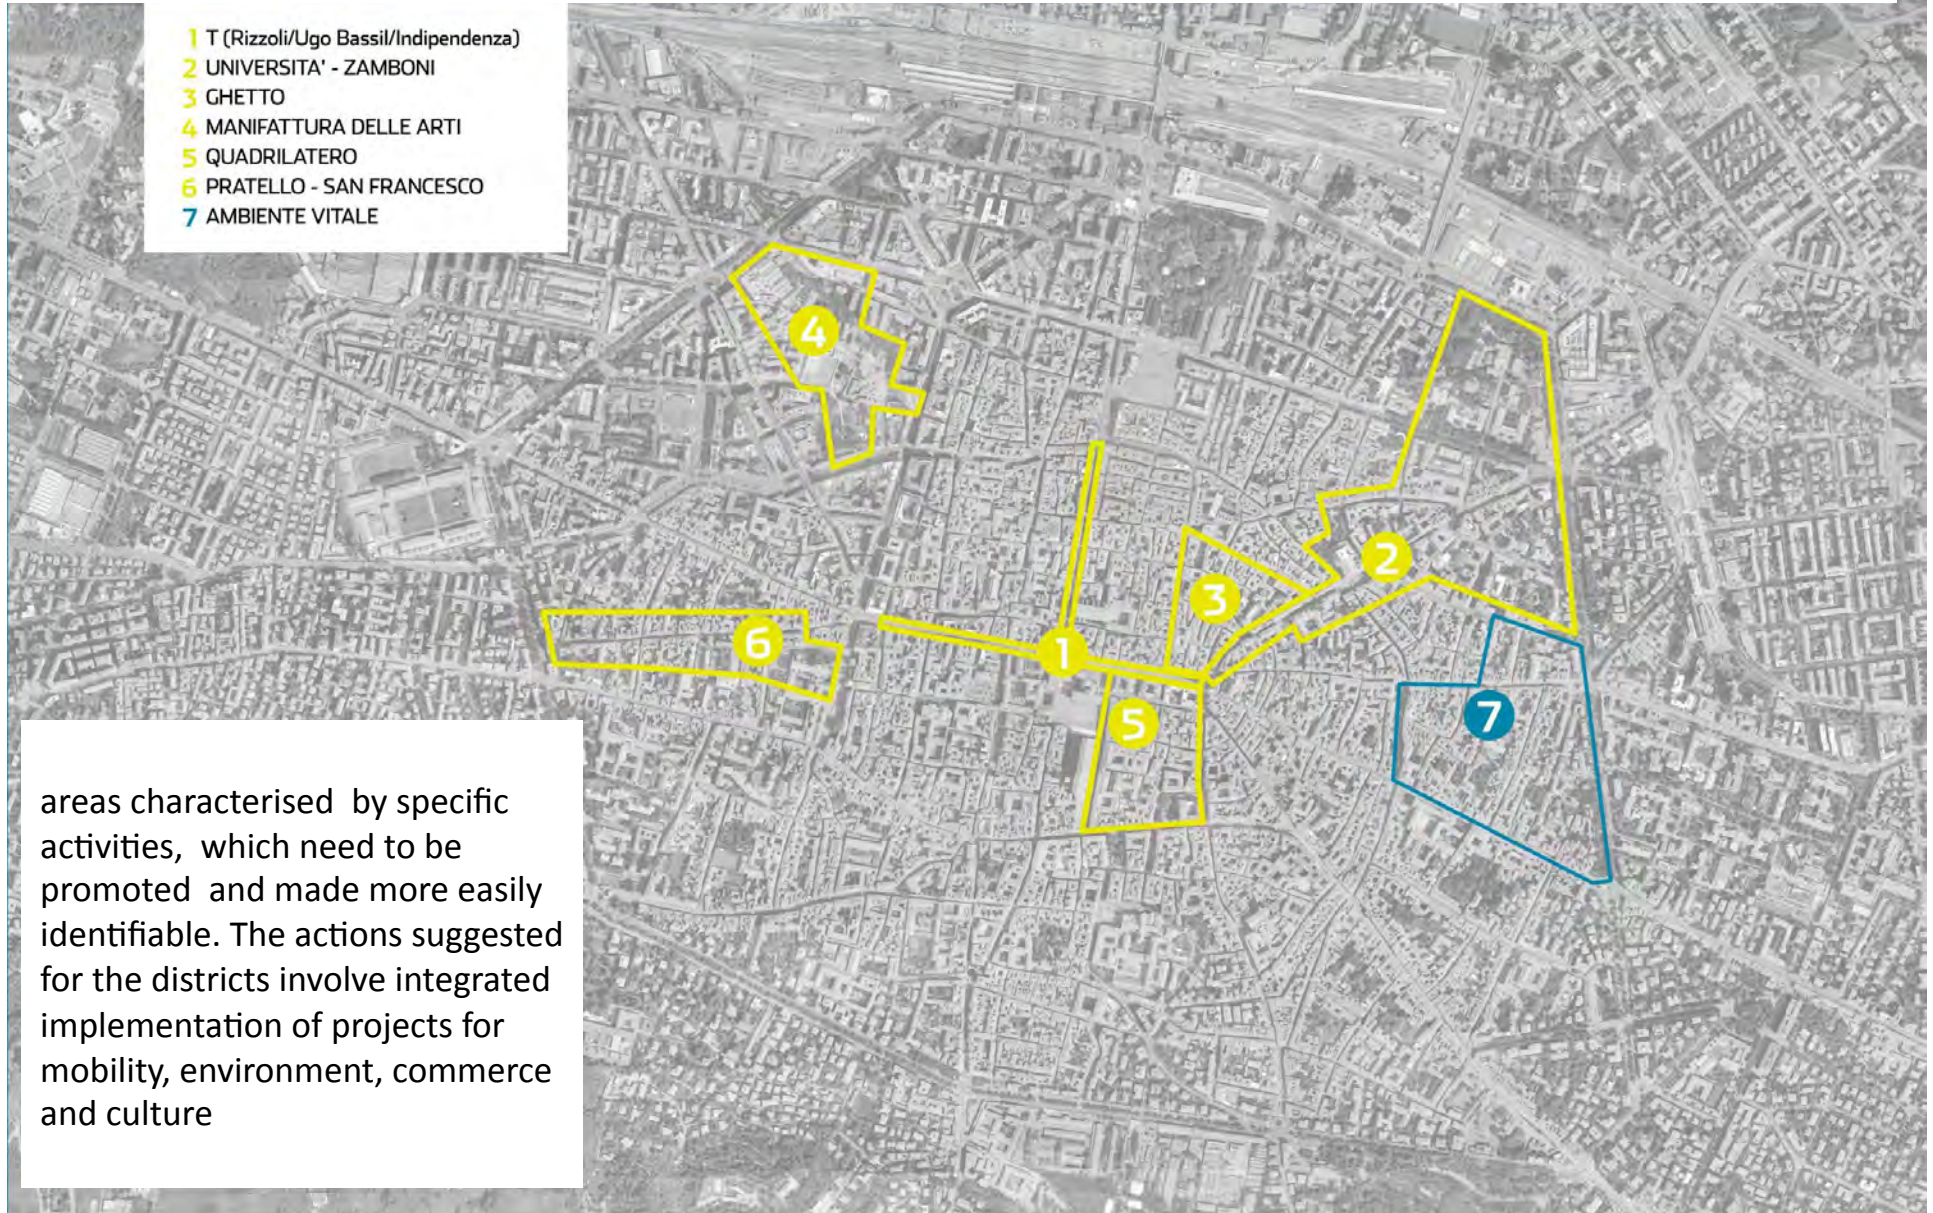 1 T (Rizzoli/Ugo Bassil/Indipendenza)
2 UNIVERSITA' - ZAMBONI
3 GHETTO
4 MANIFATTURA DELLE ARTI
5 QUADRILATERO
6 PRATELLO - SAN FRANCESCO
7 AMBIENTE VITALE
4
2
3
6
1
5
7
areas characterised by specific
activities, which need to be
promoted and made more easily
identifiable. The actions suggested
for the districts involve integrated
implementation of projects for
mobility, environment, commerce
and culture